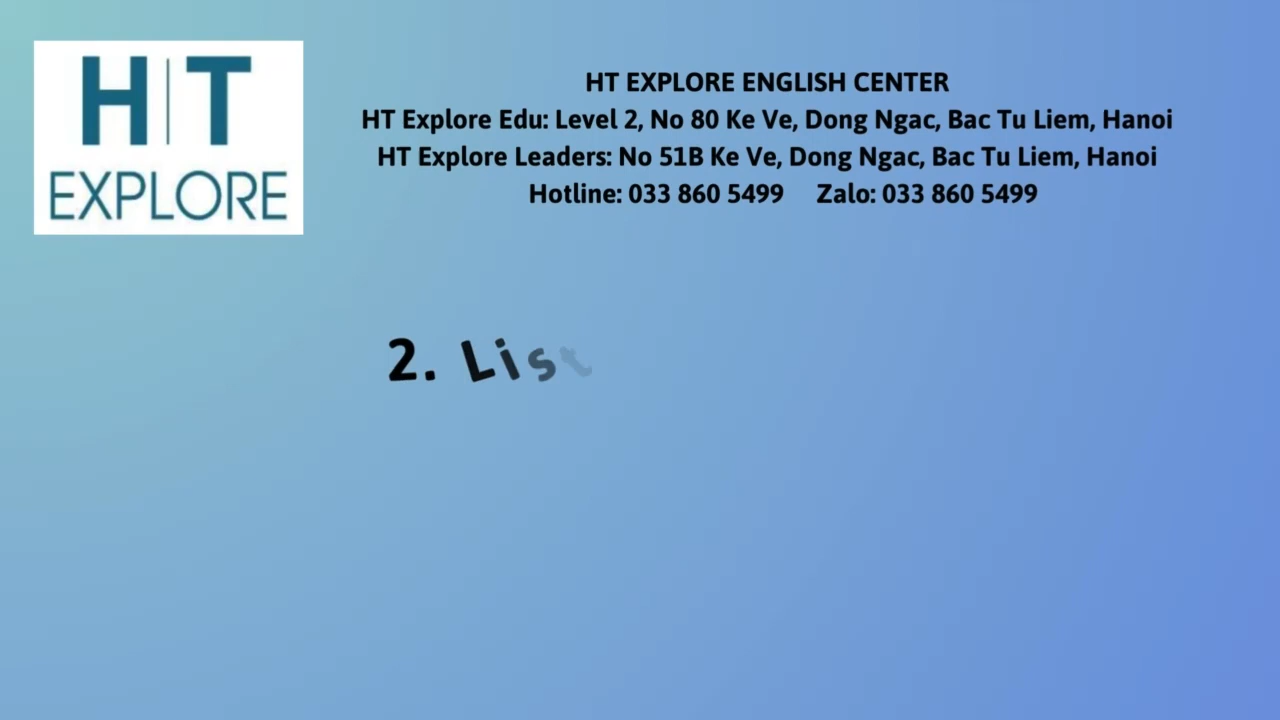 HT
EXPLORE
HT EXPLORE ENGLISH CENTER
HT Explore Edu: Level 2, No 80 Ke Ve, Dong Ngac, Bac Tu Liem, Hanoi
HT Explore Leaders: No 51B Ke Ve, Dong Ngac, Bac Tu Liem, Hanoi
Hotline: 033 860 5499 Zalo: 033 860 5499
2. List